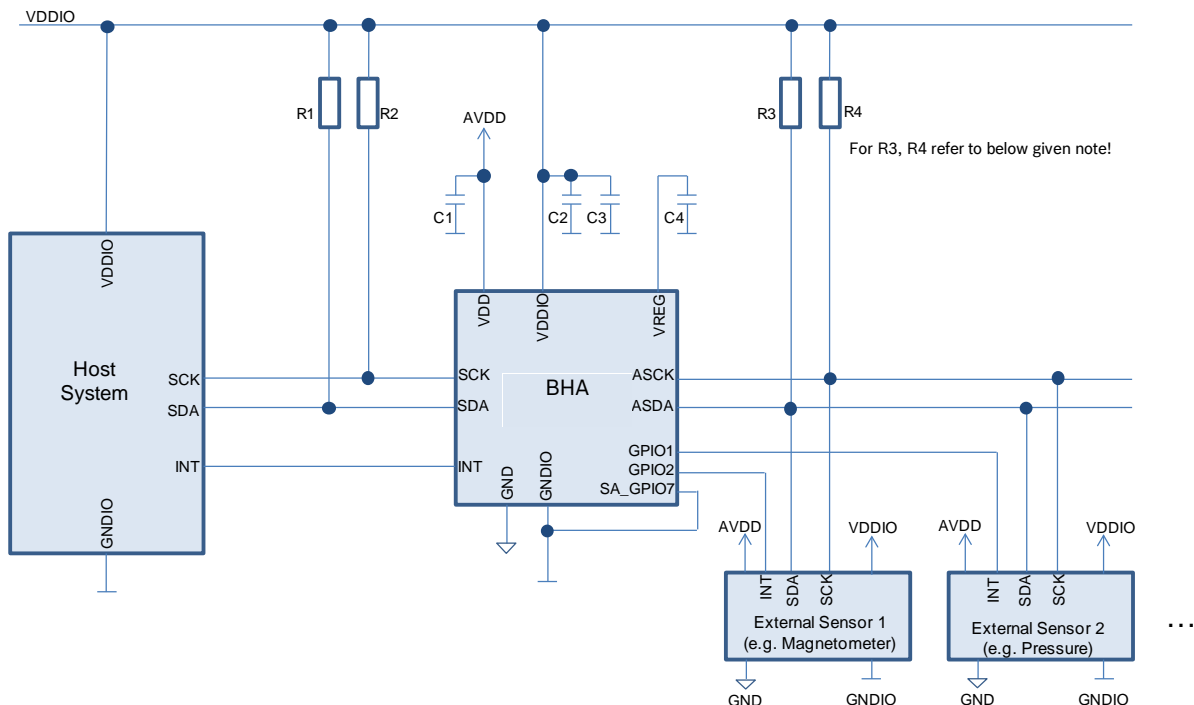 VDDIO
R1
R2
AVDD
R3
R4
For R3, R4 refer to below given note!
C1
C2
C3
C4
VDDIO
VDD
VDDIO
VREG
Host
System
SCK
SDA
INT
GNDIO
SCK
BHA
ASCK
SDA
ASDA
GPIO1
INT
GPIO2
GND
GNDIO
SA_GPIO7
AVDD
VDDIO
AVDD
VDDIO
INT
SDA
SCK
INT
SDA
SCK
External Sensor 1
(e.g. Magnetometer)
External Sensor 2
(e.g. Pressure)
...
GND
GNDIO
GND
GNDIO